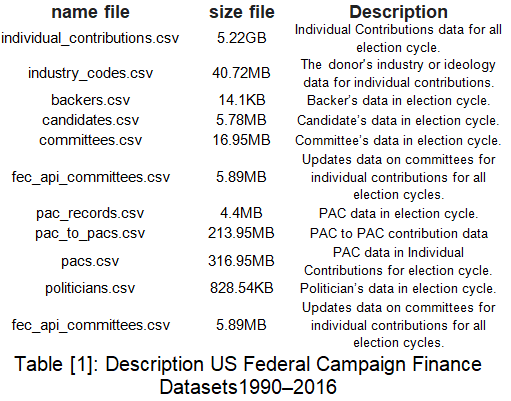 name file size file Description
individual_contributions.csv 5.22GB Individual Contributions data for all
election cycle.
industry_codes.csv 40.72MB The donor's industry or ideology
data for individual contributions.
backers.csv 14.1KB Backer's data in election cycle.
candidates.csv 5.78MB Candidate's data in election cycle.
committees.csv 16.95MB Committee's data in election cycle.
fec_api_committees.csv 5.89MB Updates data on committees for
individual contributions for all
election cycles.
pac_records.csv 4.4MB PAC data in election cycle.
pac_to_pacs.csv 213.95MB PAC to PAC contribution data
pacs.csv 316.95MB PAC data in Individual
Contributions for election cycle.
politicians.csv 828.54KB Politician's data in election cycle.
fec_api_committees.csv 5.89MB Updates data on committees for
individual contributions for all
election cycles.
Table [1]: Description US Federal Campaign Finance
Datasets1990–2016